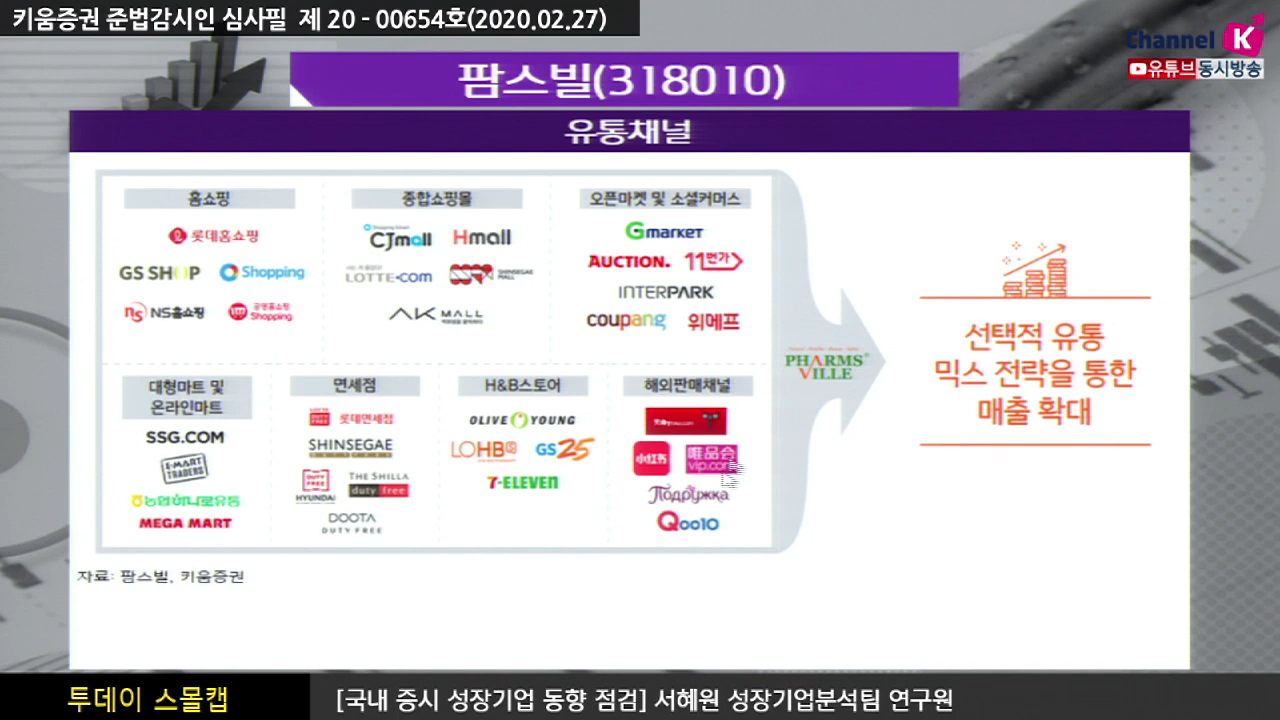 키움증권 준법감시인 심사필 제 20 - 00654호(2020.02.27)
Channel K
유튜브 동시방송
팜스빌(318010)
유통채널
홈쇼핑
롯데홈쇼핑
GS SHOP
Shopping
NS홈쇼핑
공영홈쇼핑
Shopping
종합쇼핑몰
CJmall
Hmall
LOTTE.COM
SHINSEGAE
MALL
AK MALL
오픈마켓 및 소셜커머스
Gmarket
AUCTION.
11번가
INTERPARK
coupang
위메프
대형마트 및
온라인마트
SSG.COM
E-MART
TRADERS
농협하나로유통
MEGA MART
면세점
롯데면세점
SHINSEGAE
DUTY FREE
HYUNDAI
THE SHILLA
duty free
DOOTA
DUTY FREE
H&B스토어
OLIVE YOUNG
LOHB
GS25
7-ELEVEN
해외판매채널
小红书
唯品会
vip.com
Подружка
Qoo10
PHARMS
VILLE
선택적 유통
믹스 전략을 통한
매출 확대
자료: 팜스빌, 키움증권
투데이 스몰캡
[국내 증시 성장기업 동향 점검] 서혜원 성장기업분석팀 연구원